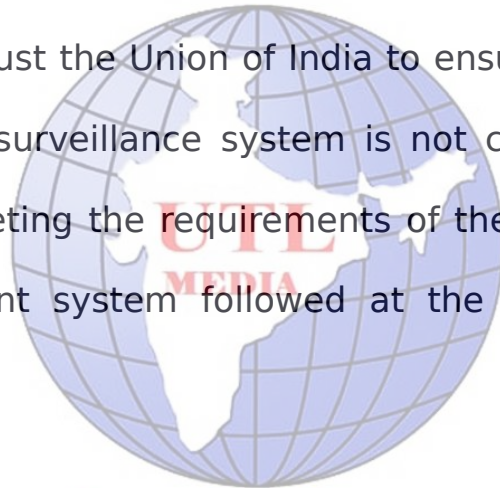 ust the Union of India to ensu
surveillance system is not c
eting the requirements of the
UTL
MEDIA
nt system followed at the